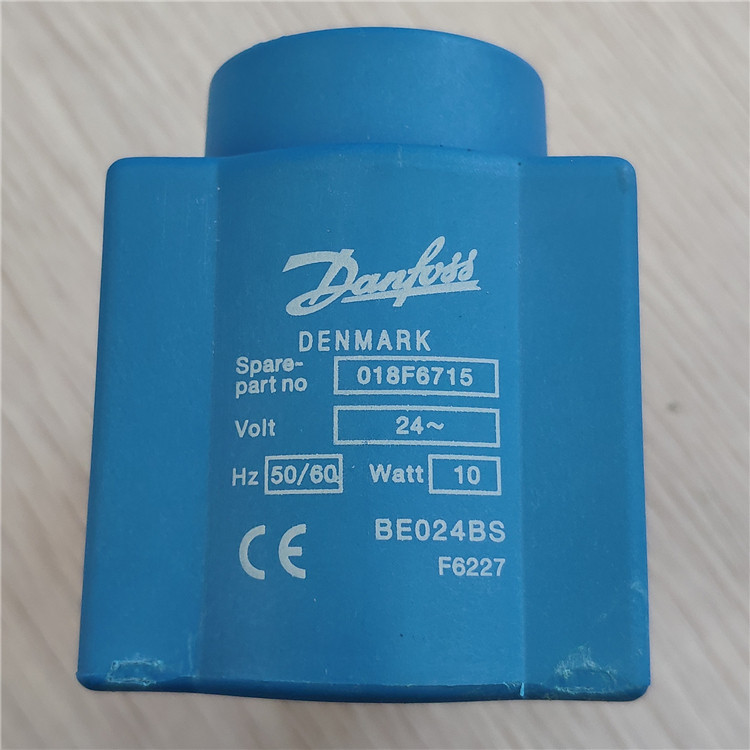 Danfoss
DENMARK
Spare-
part no 018F6715
Volt 24~
Hz 50/60 Watt 10
CE BE024BS
F6227